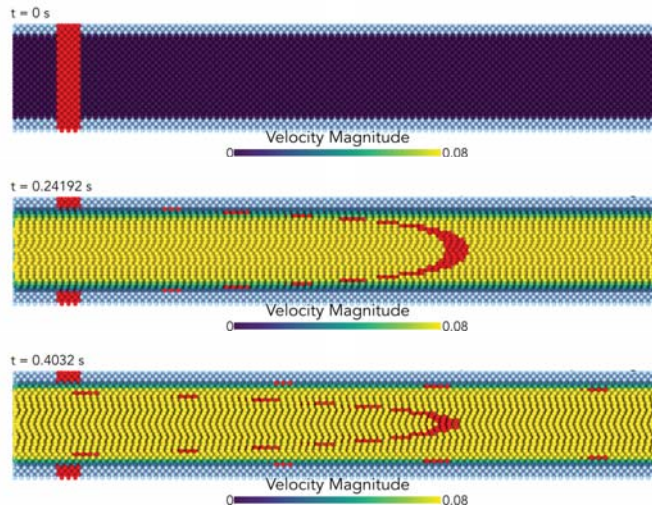 t = 0 s
Velocity Magnitude
0 0.08
t = 0.24192 s
Velocity Magnitude
0 0.08
t = 0.4032 s
Velocity Magnitude
0 0.08